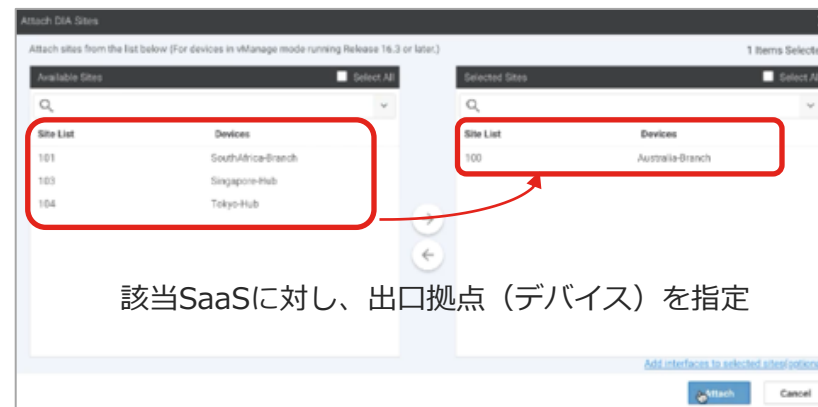 Attach DIA Sites
Attach sites from the list below (For devices in vManage mode running Release 16.3 or later.)
1 Items Selecte
Available Sites
Select All
Site List Devices
101 SouthAfrica-Branch
103 Singapore-Hub
104 Tokyo-Hub
Selected Sites
Select A
Site List Devices
100 Australia-Branch
該当SaaSに対し、出口拠点（デバイス）を指定
Add interfaces to selected sites(optiona
Attach
Cancel